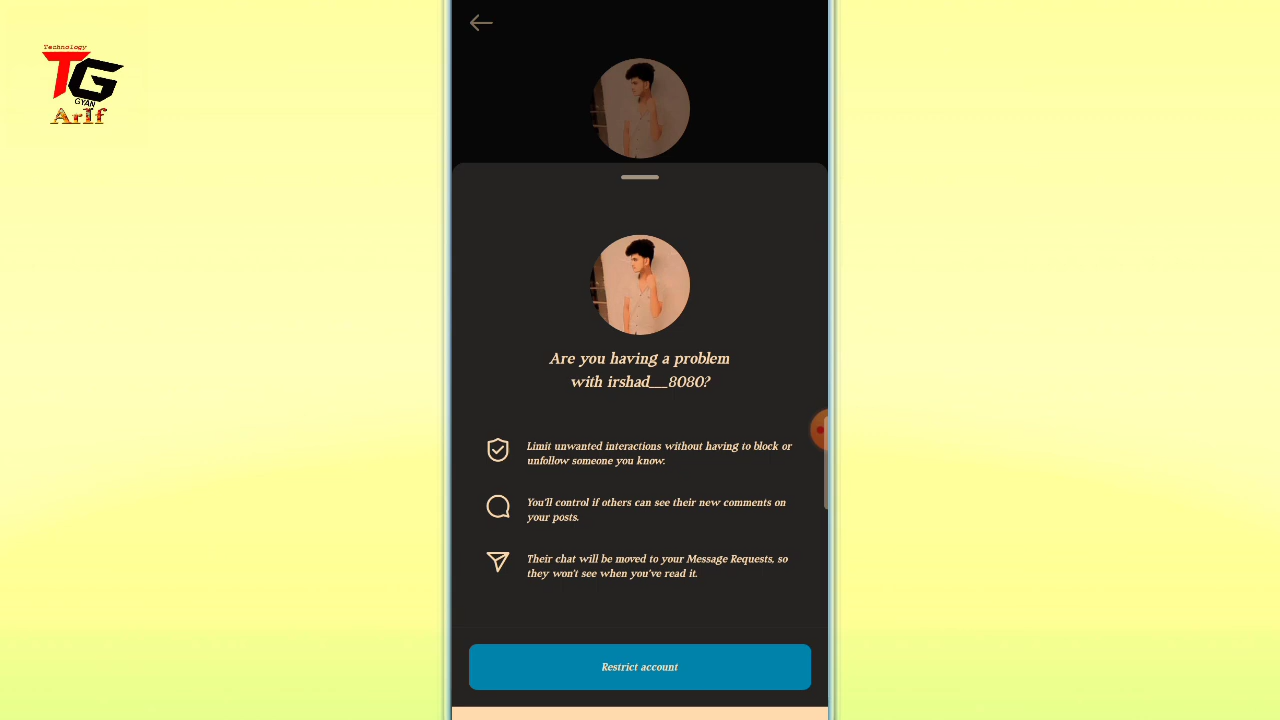 Technology
TG
GYAN
ArIf
Are you having a problem
with irshad__8080?
Limit unwanted interactions without having to block or
unfollow someone you know.
You'll control if others can see their new comments on
your posts.
Their chat will be moved to your Message Requests, so
they won't see when you've read it.
Restrict account